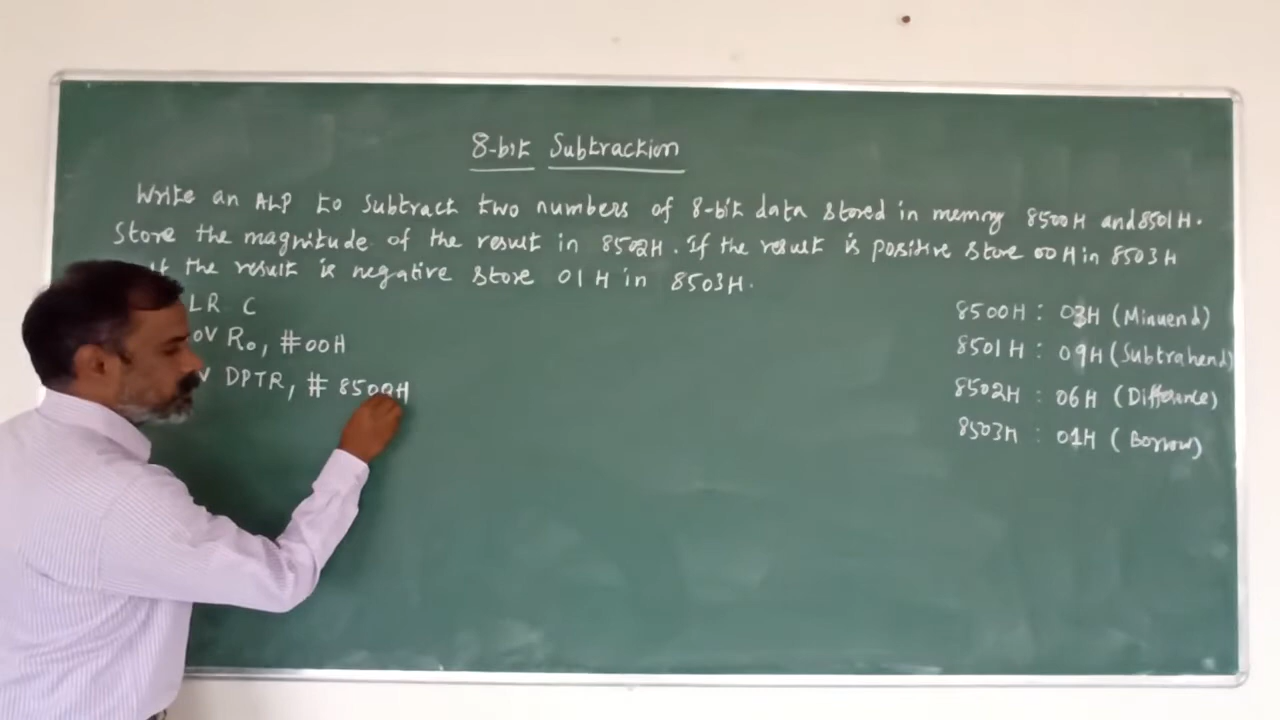 8-bit Subtraction
Write an ALP to Subtract two numbers of 8-bit data stored in memory 8500H and 8501H.
Store the magnitude of the result in 8502H. If the result is positive store 00H in 8503H
the result is negative store 01H in 8503H.
LR C
OV R0, #00H
V DPTR, # 8500H
8500H : 03H (Minuend)
8501H : 09H (Subtrahend)
8502H : 06H (Difference)
8503H : 01H (Borrow)